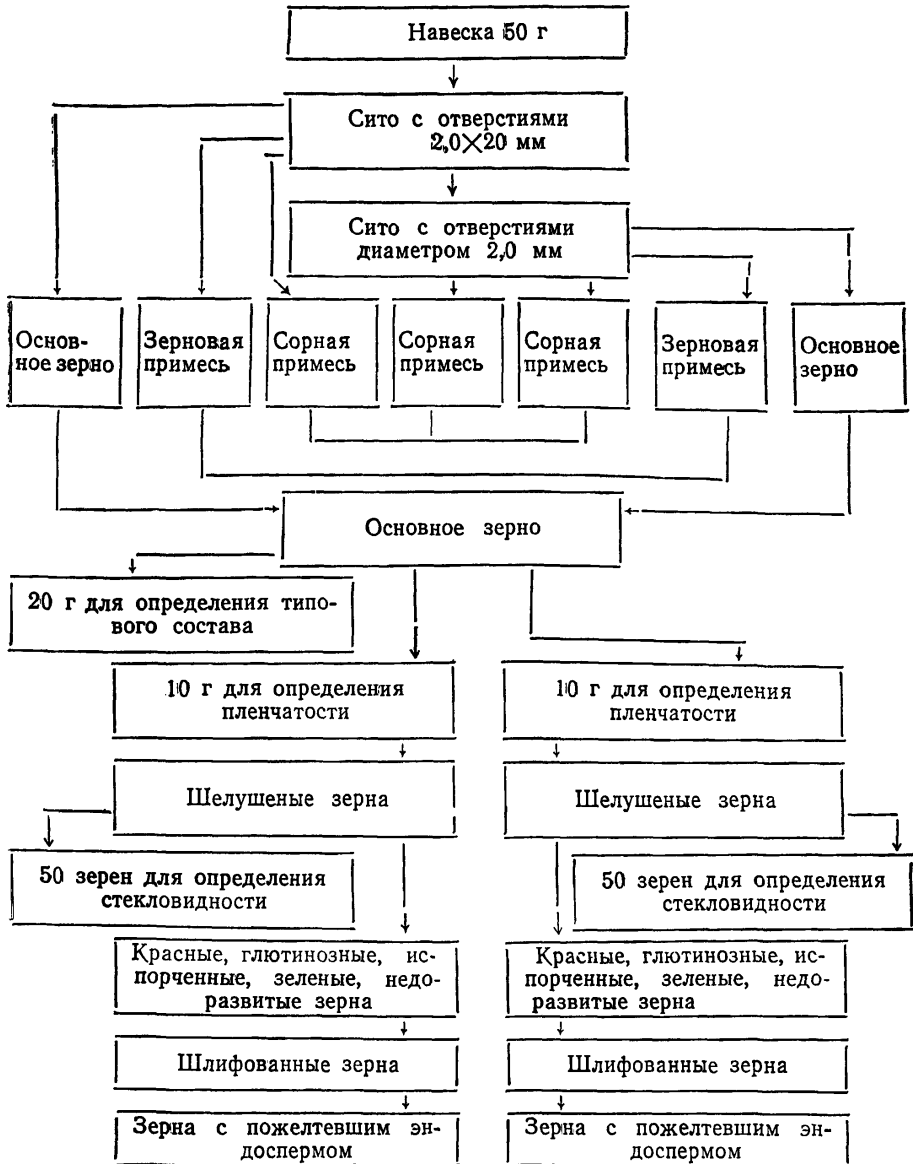 Навеска 50 г
Сито с отверстиями
2,0×20 мм
Сито с отверстиями
диаметром 2,0 мм
Основ-
ное зерно
Зерновая
примесь
Сорная
примесь
Сорная
примесь
Сорная
примесь
Зерновая
примесь
Основное
зерно
Основное зерно
20 г для определения типо-
вого состава
10 г для определения
пленчатости
10 г для определения
пленчатости
Шелушеные зерна
Шелушеные зерна
50 зерен для определения
стекловидности
50 зерен для определения
стекловидности
Красные, глютинозные, ис-
порченные, зеленые, недо-
развитые зерна
Красные, глютинозные, ис-
порченные, зеленые, недо-
развитые зерна
Шлифованные зерна
Шлифованные зерна
Зерна с пожелтевшим эн-
доспермом
Зерна с пожелтевшим эн-
доспермом